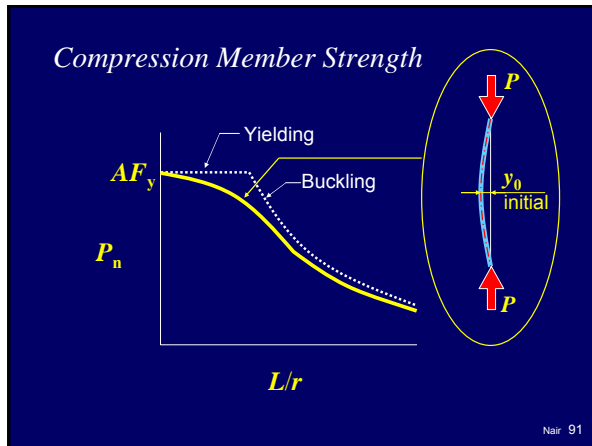 Compression Member Strength
P
Yielding
AFy
Buckling
y0
initial
Pn
P
L/r
Nair 91